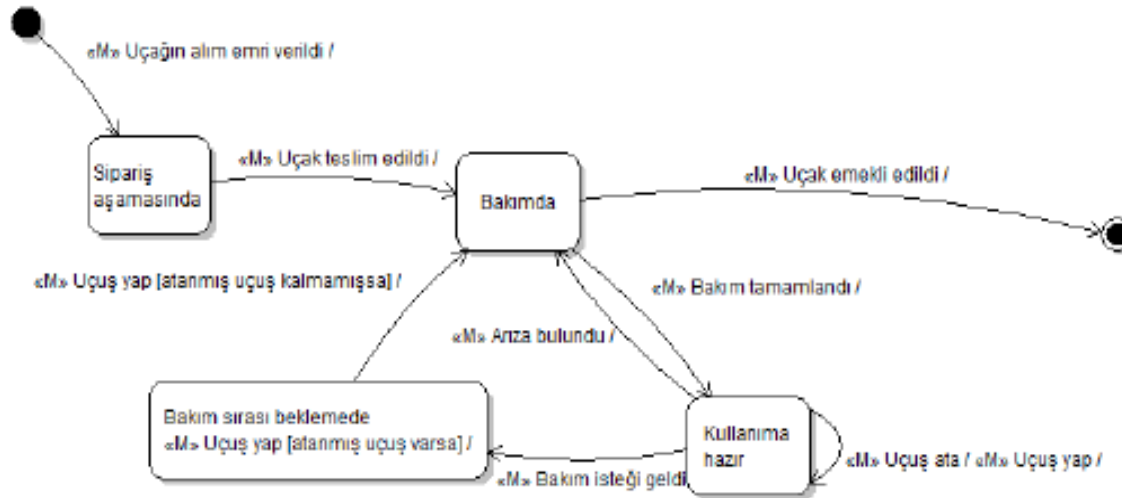 «M» Uçağın alım emri verildi /
Sipariş
aşamasında
«M» Uçak teslim edildi /
Bakımda
«M» Uçak emekli edildi /
«M» Uçuş yap [atanmış uçuş kalmamışsa] /
«M» Bakım tamamlandı /
«M» Arıza bulundu /
Bakım sırası beklemede
«M» Uçuş yap [atanmış uçuş varsa] /
Kullanıma
hazır
«M» Uçuş ata / «M» Uçuş yap /
«M» Bakım isteği geldi